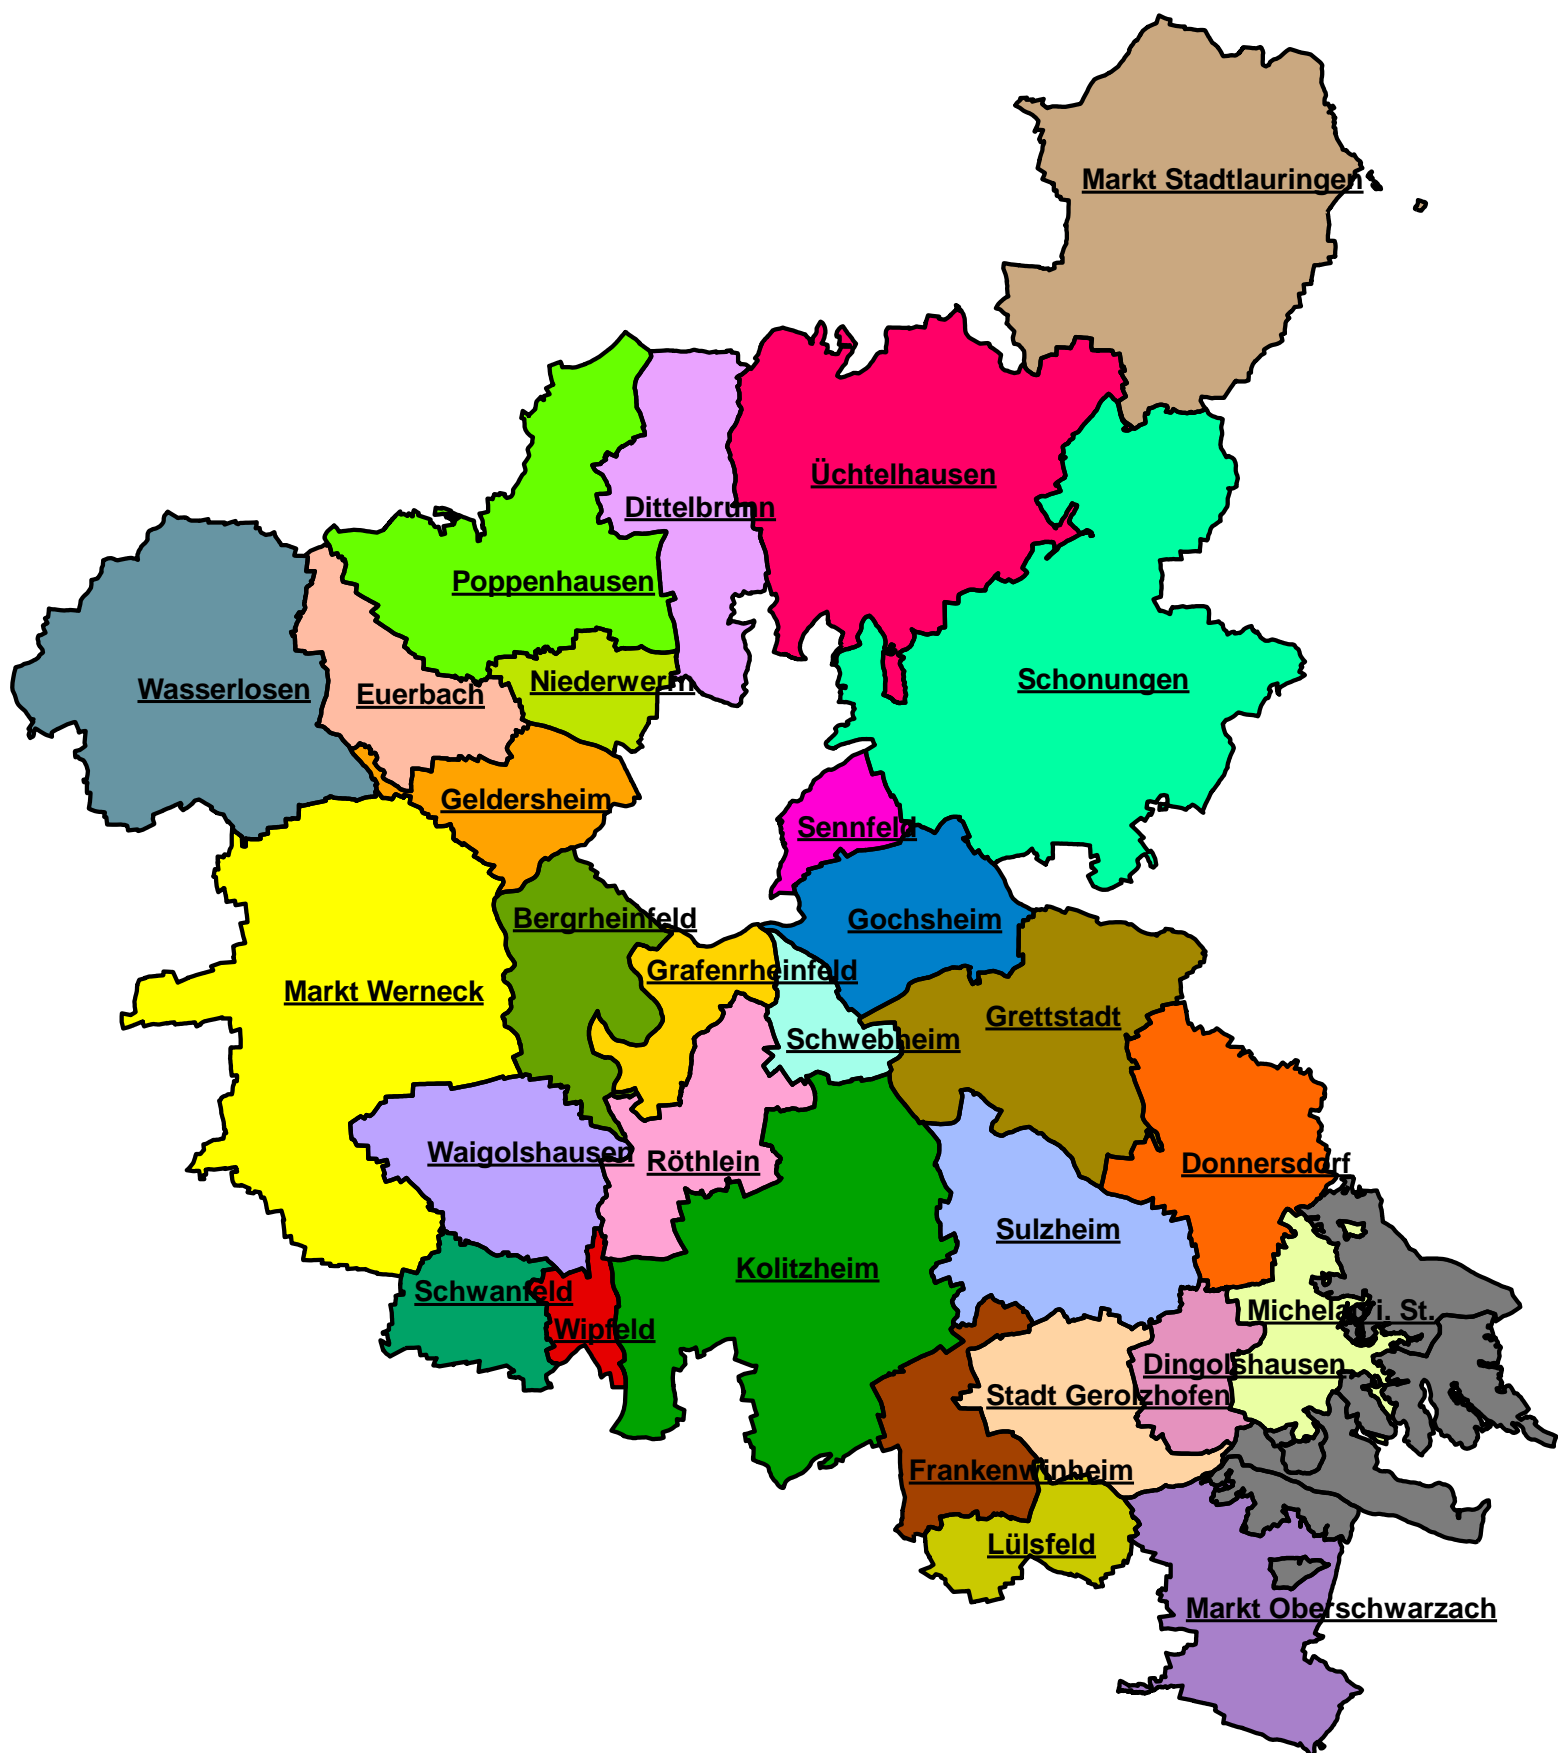 Markt Stadtlauringen
Üchtelhausen
Dittelbrunn
Poppenhausen
Schonungen
Niederwerrn
Wasserlosen
Euerbach
Geldersheim
Sennfeld
Bergrheinfeld
Gochsheim
Grafenrheinfeld
Markt Werneck
Grettstadt
Schwebheim
Waigolshausen
Röthlein
Donnersdorf
Sulzheim
Kolitzheim
Schwanfeld
Michelau i. St.
Wipfeld
Dingolshausen
Stadt Gerolzhofen
Frankenwinheim
Lülsfeld
Markt Oberschwarzach